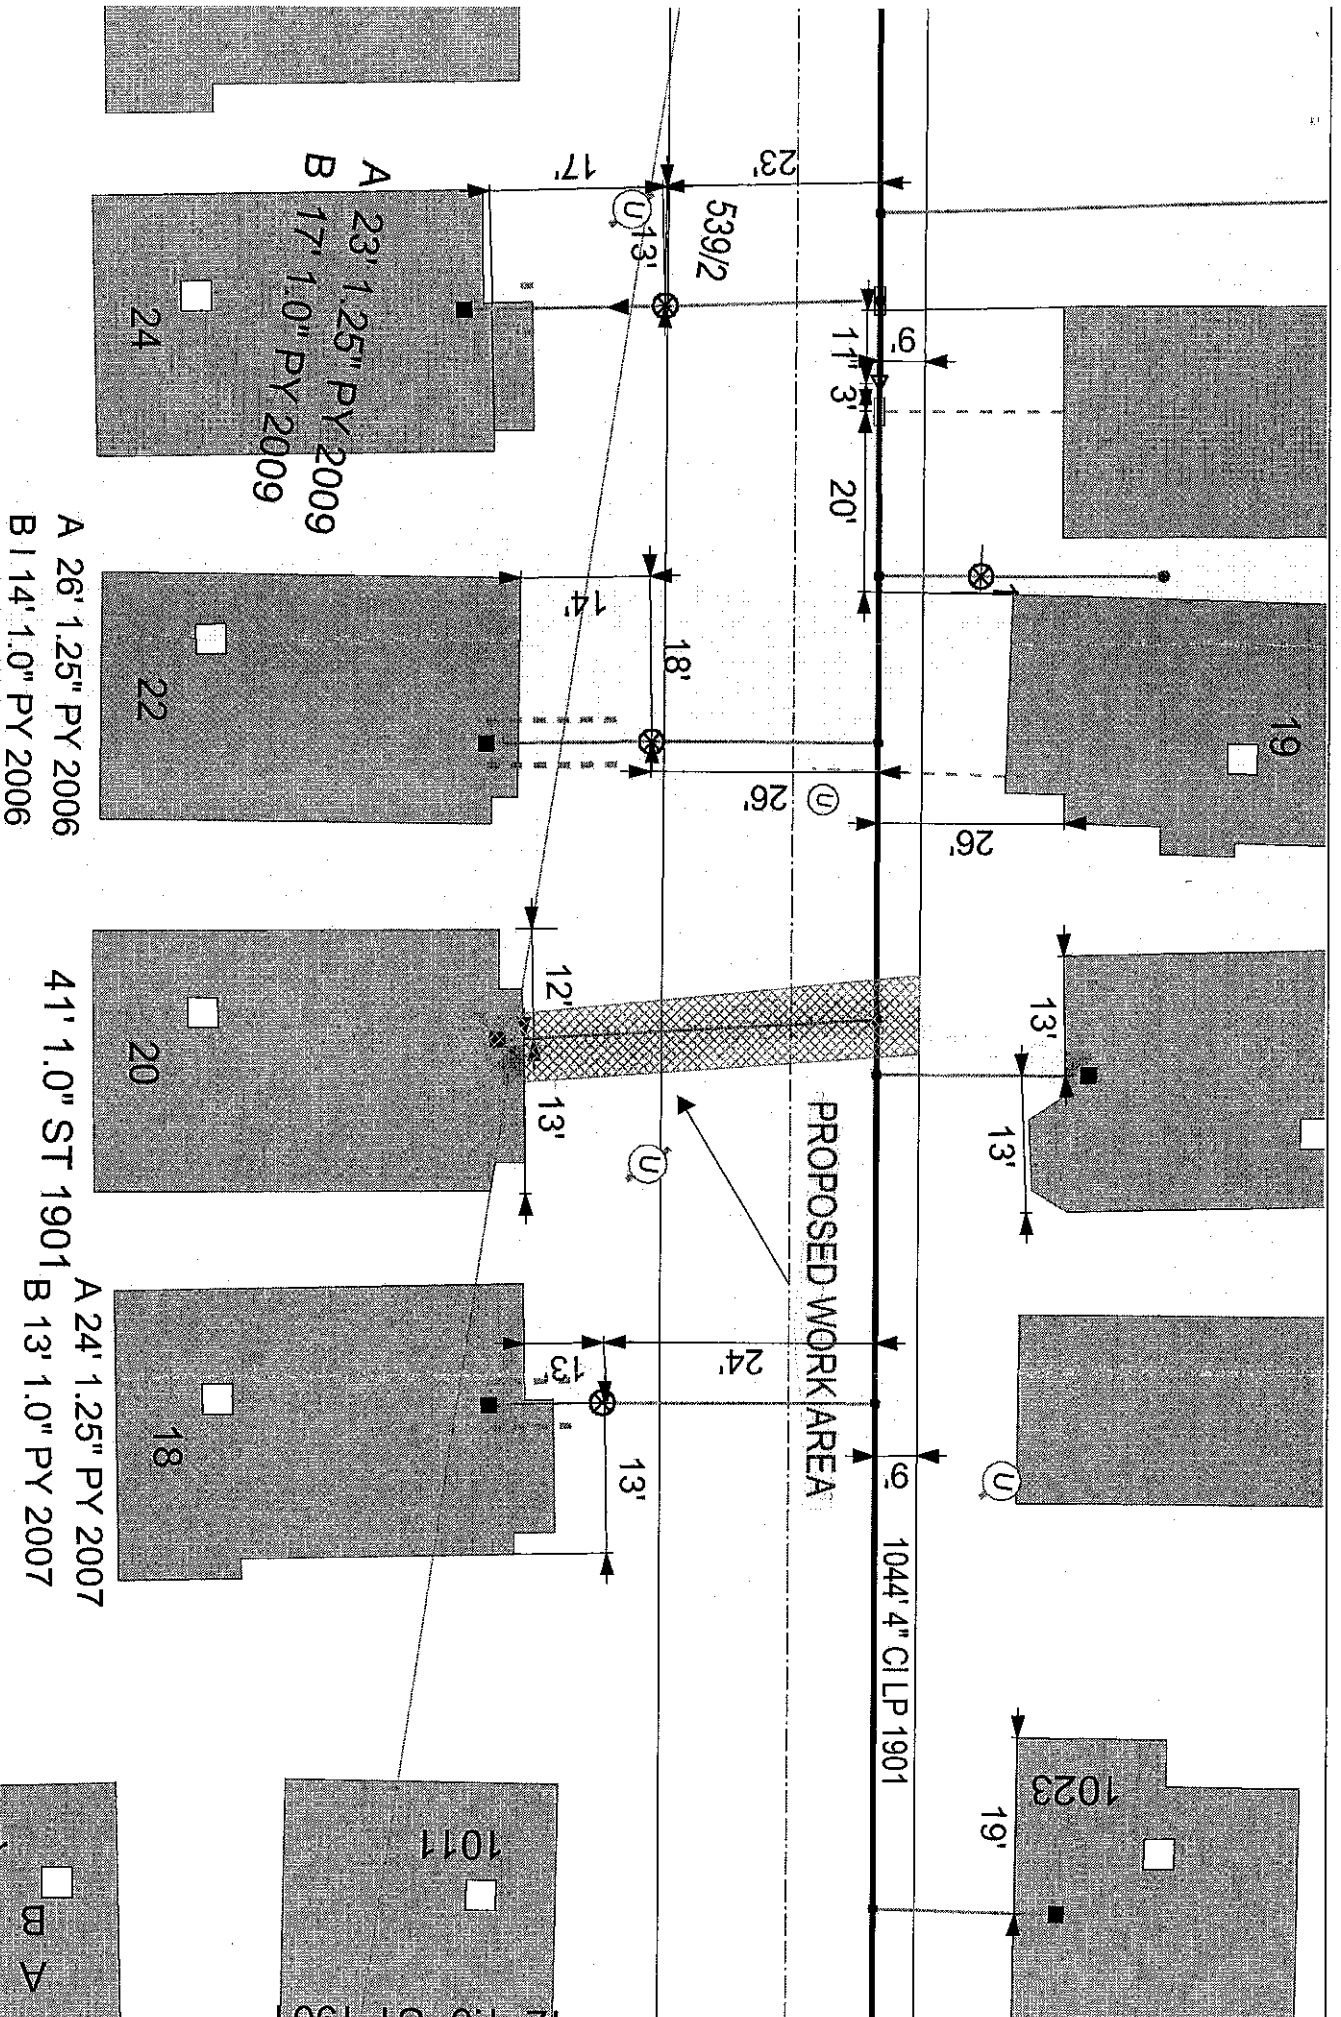 A 23' 1.25" PY 2009
B 17' 1.0" PY 2009
24
17'
13'
23'
539/2
U
11'
3'
9'
20'
A 26' 1.25" PY 2006
B I 14' 1.0" PY 2006
22
14'
18'
26'
U
26'
19
41' 1.0" ST 1901
20
12'
13'
U
13'
13'
PROPOSED WORK AREA
A 24' 1.25" PY 2007
B 13' 1.0" PY 2007
18
13'
24'
13'
9'
U
1044' 4" CI LP 1901
1023
19'
1011
B
A